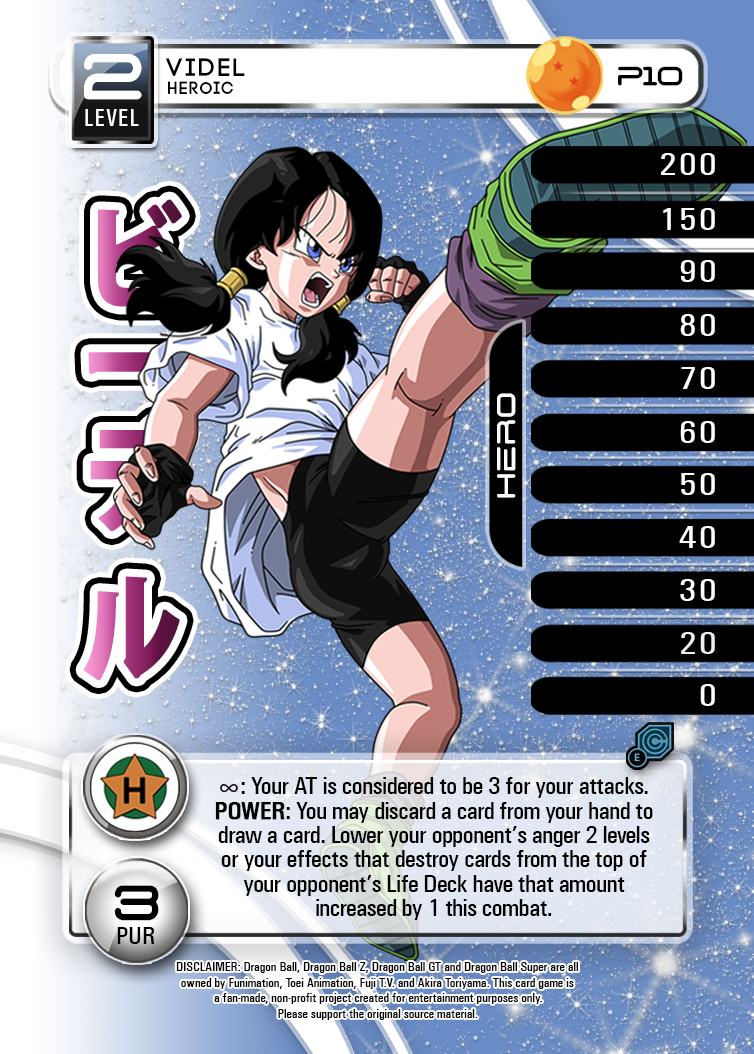 2
LEVEL
VIDEL
HEROIC
P10
ビーデル
200
150
90
80
70
60
50
40
30
20
0
HERO
C
E
H
∞: Your AT is considered to be 3 for your attacks.
POWER: You may discard a card from your hand to
draw a card. Lower your opponent's anger 2 levels
or your effects that destroy cards from the top of
your opponent's Life Deck have that amount
increased by 1 this combat.
3
PUR
DISCLAIMER: Dragon Ball, Dragon Ball Z, Dragon Ball GT and Dragon Ball Super are all
owned by Funimation, Toei Animation, Fuji T.V. and Akira Toriyama. This card game is
a fan-made, non-profit project created for entertainment purposes only.
Please support the original source material.